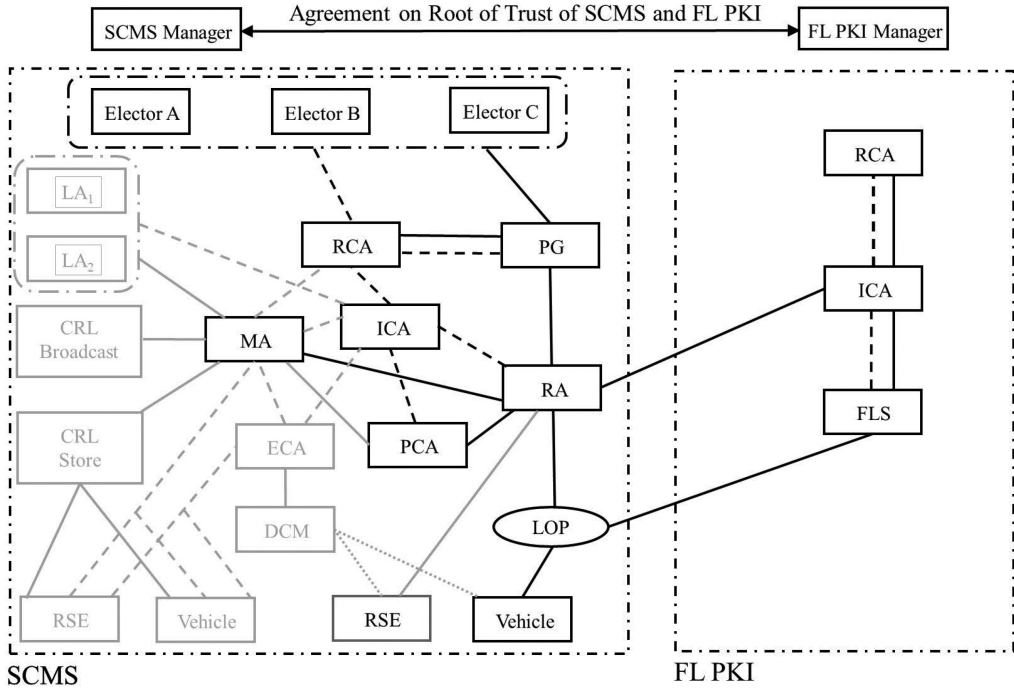 Agreement on Root of Trust of SCMS and FL PKI
SCMS Manager
FL PKI Manager
Elector A
Elector B
Elector C
RCA
LA1
LA2
RCA
PG
ICA
CRL
Broadcast
MA
ICA
RA
FLS
CRL
Store
ECA
PCA
DCM
LOP
RSE
Vehicle
RSE
Vehicle
SCMS
FL PKI